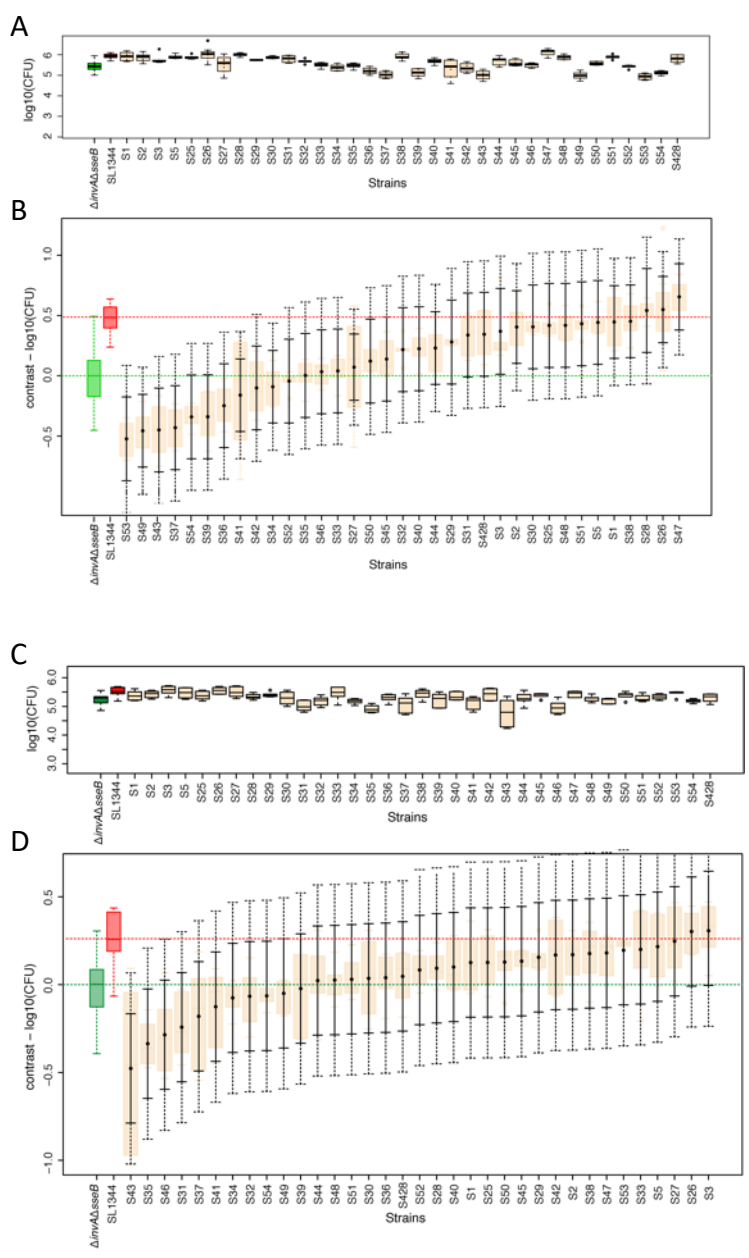 A
log10(CFU)
6
5
4
3
2
ΔinvAΔsseB
SL1344
S1
S2
S3
S5
S25
S26
S27
S28
S29
S30
S31
S32
S33
S34
S35
S36
S37
S38
S39
S40
S41
S42
S43
S44
S45
S46
S47
S48
S49
S50
S51
S52
S53
S54
S428
Strains
B
contrast – log10(CFU)
1.0
0.5
0.0
−0.5
ΔinvAΔsseB
SL1344
S53
S49
S43
S37
S54
S39
S36
S41
S42
S34
S52
S35
S46
S33
S27
S50
S45
S32
S40
S44
S29
S31
S428
S3
S2
S30
S25
S48
S51
S5
S1
S38
S28
S26
S47
Strains
C
log10(CFU)
6.0
5.0
4.0
3.0
ΔinvAΔsseB
SL1344
S1
S2
S3
S5
S25
S26
S27
S28
S29
S30
S31
S32
S33
S34
S35
S36
S37
S38
S39
S40
S41
S42
S43
S44
S45
S46
S47
S48
S49
S50
S51
S52
S53
S54
S428
Strains
D
contrast – log10(CFU)
0.5
0.0
−0.5
−1.0
ΔinvAΔsseB
SL1344
S43
S35
S46
S31
S37
S41
S34
S32
S54
S49
S39
S44
S48
S51
S30
S36
S428
S52
S28
S40
S1
S25
S50
S45
S29
S42
S2
S38
S47
S53
S33
S5
S27
S26
S3
Strains